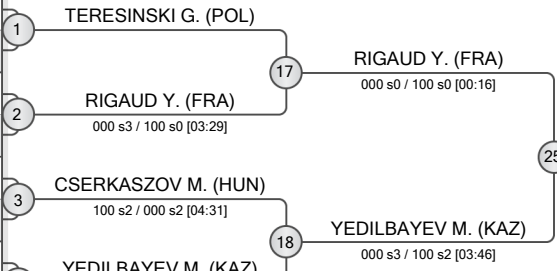 TERESINSKI G. (POL)
1
17
RIGAUD Y. (FRA)
000 s0 / 100 s0 [00:16]
RIGAUD Y. (FRA)
2
000 s3 / 100 s0 [03:29]
25
CSERKASZOV M. (HUN)
3
100 s2 / 000 s2 [04:31]
18
YEDILBAYEV M. (KAZ)
000 s3 / 100 s2 [03:46]
YEDILBAYEV M. (KAZ)